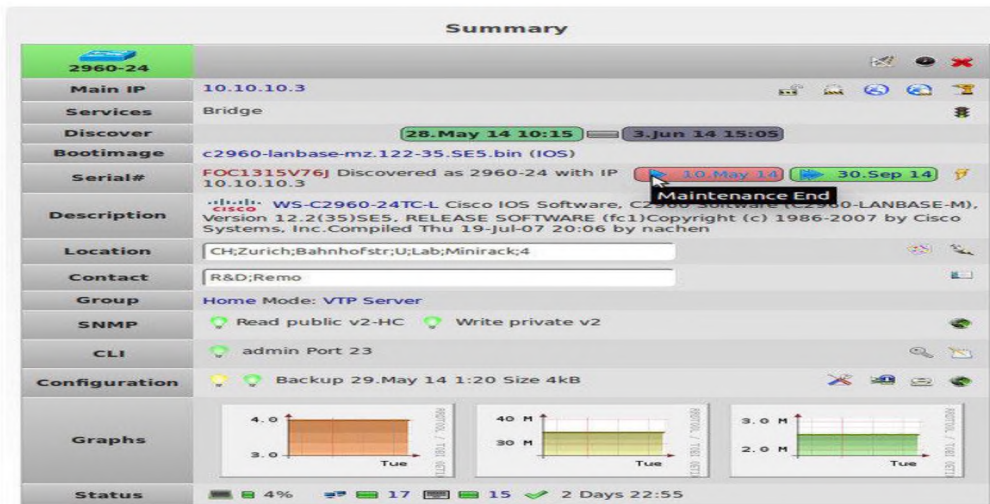 Summary
2960-24
Main IP 10.10.10.3
Services Bridge
Discover 28.May 14 10:15 3.Jun 14 15:05
Bootimage c2960-lanbase-mz.122-35.SE5.bin (IOS)
Serial# FOC1315V76J Discovered as 2960-24 with IP 10.May 14 30.Sep 14
10.10.10.3
Maintenance End
Description cisco WS-C2960-24TC-L Cisco IOS Software, (C2960-LANBASE-M),
Version 12.2(35)SE5, RELEASE SOFTWARE (fc1)Copyright (c) 1986-2007 by Cisco
Systems, Inc.Compiled Thu 19-Jul-07 20:06 by nachen
Location CH;Zurich;Bahnhofstr;U;Lab;Minirack;4
Contact R&D;Remo
Group Home Mode: VTP Server
SNMP Read public v2-HC Write private v2
CLI admin Port 23
Configuration Backup 29.May 14 1:20 Size 4kB
Graphs
4.0
3.0
Tue
40 M
30 M
Tue
3.0 M
2.0 M
Tue
Status 4% 17 15 2 Days 22:55